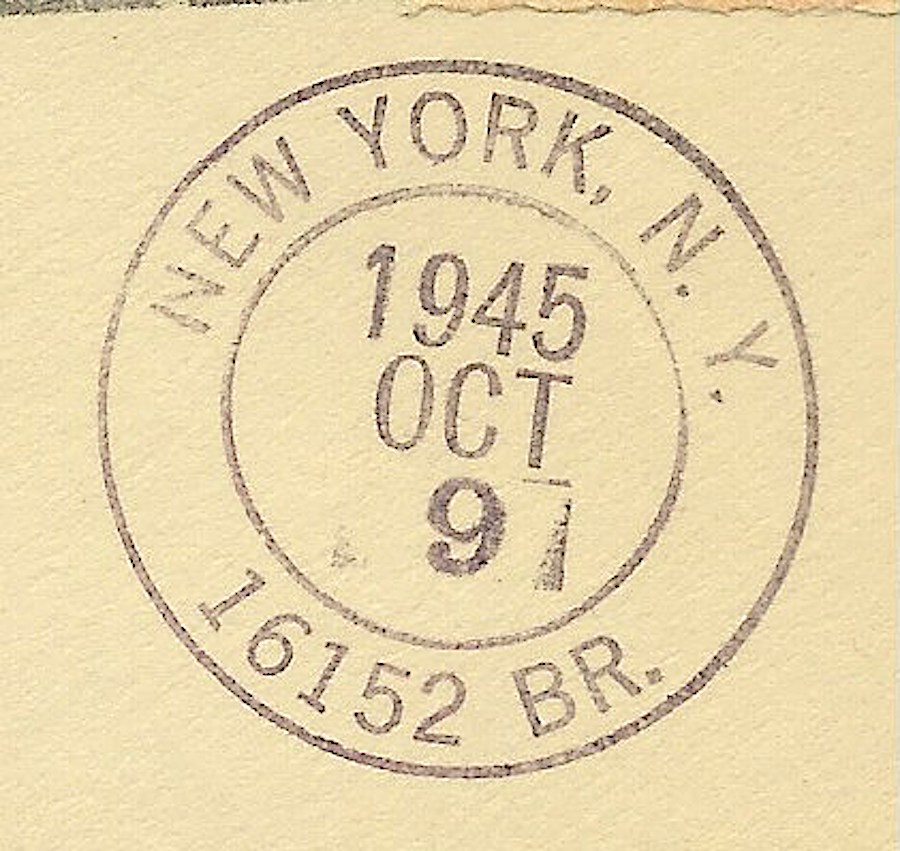 NEW YORK, N. Y.
1945
OCT
9
16152 BR.